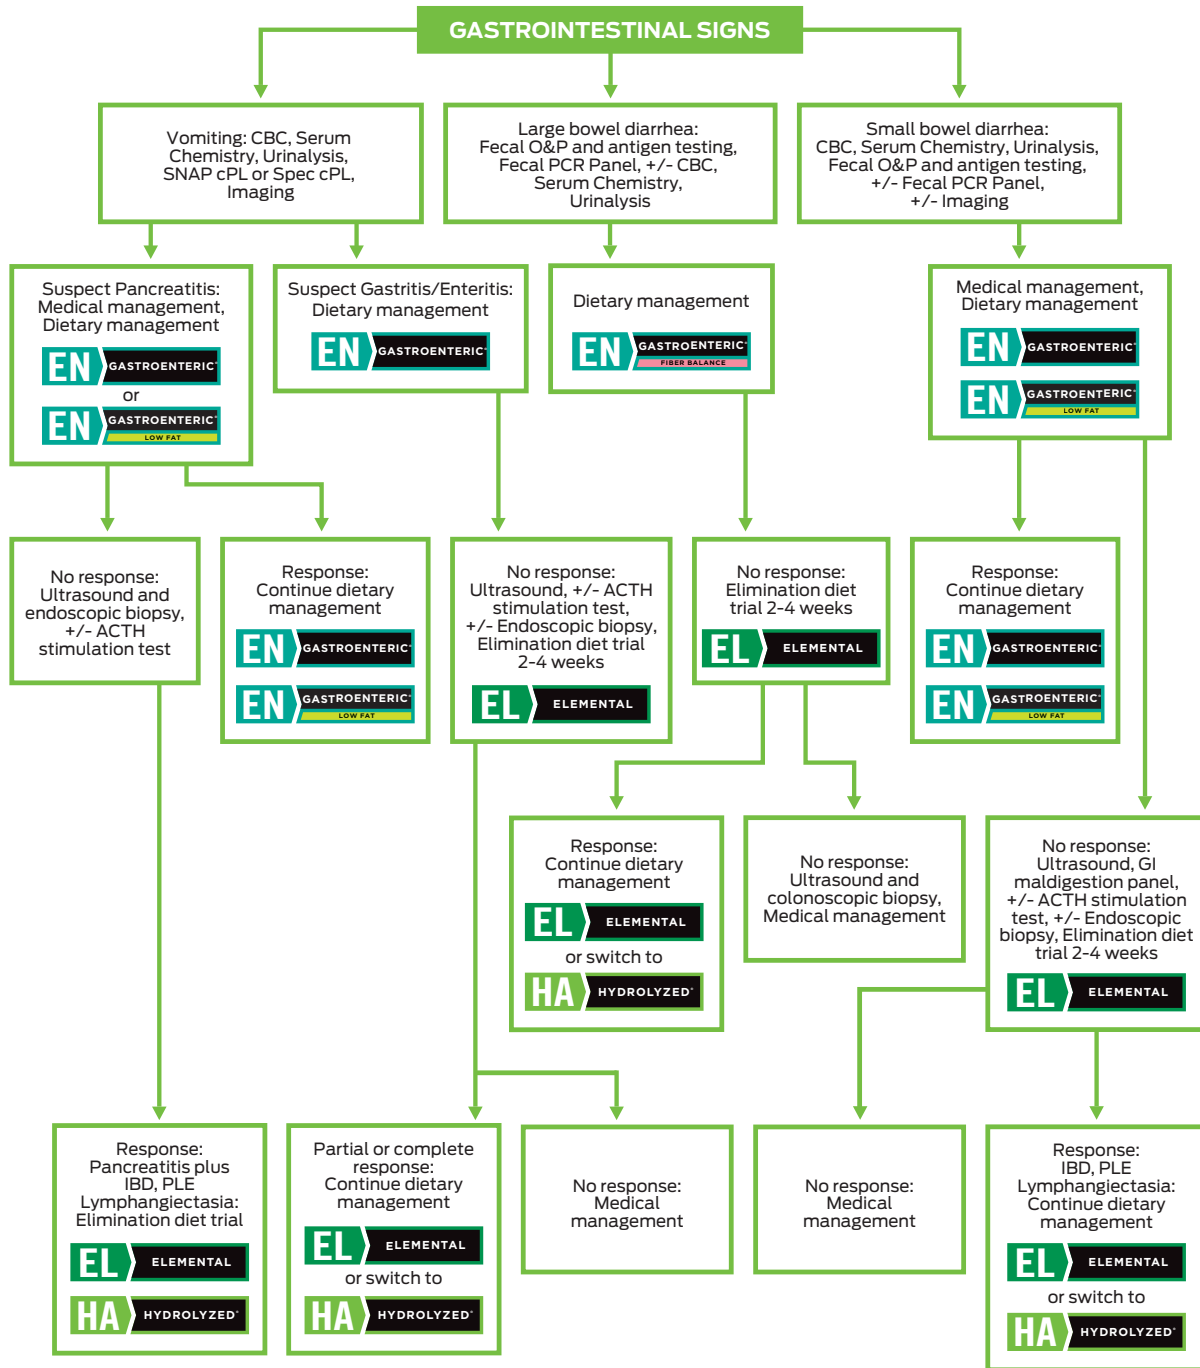 GASTROINTESTINAL SIGNS
Vomiting: CBC, Serum
Chemistry, Urinalysis,
SNAP cPL or Spec cPL,
Imaging
Large bowel diarrhea:
Fecal O&P and antigen testing,
Fecal PCR Panel, +/- CBC,
Serum Chemistry,
Urinalysis
Small bowel diarrhea:
CBC, Serum Chemistry, Urinalysis,
Fecal O&P and antigen testing,
+/- Fecal PCR Panel,
+/- Imaging
Suspect Pancreatitis:
Medical management,
Dietary management
EN GASTROENTERIC
or
EN GASTROENTERIC
LOW FAT
Suspect Gastritis/Enteritis:
Dietary management
EN GASTROENTERIC
Dietary management
EN GASTROENTERIC
FIBER BALANCE
Medical management,
Dietary management
EN GASTROENTERIC
EN GASTROENTERIC
LOW FAT
No response:
Ultrasound and
endoscopic biopsy,
+/- ACTH
stimulation test
Response:
Continue dietary
management
EN GASTROENTERIC
EN GASTROENTERIC
LOW FAT
No response:
Ultrasound, +/- ACTH
stimulation test,
+/- Endoscopic biopsy,
Elimination diet trial
2-4 weeks
EL ELEMENTAL
No response:
Elimination diet
trial 2-4 weeks
EL ELEMENTAL
Response:
Continue dietary
management
EN GASTROENTERIC
EN GASTROENTERIC
LOW FAT
Response:
Continue dietary
management
EL ELEMENTAL
or switch to
HA HYDROLYZED
No response:
Ultrasound and
colonoscopic biopsy,
Medical management
No response:
Ultrasound, GI
maldigestion panel,
+/- ACTH stimulation
test, +/- Endoscopic
biopsy, Elimination diet
trial 2-4 weeks
EL ELEMENTAL
Response:
Pancreatitis plus
IBD, PLE
Lymphangiectasia:
Elimination diet trial
EL ELEMENTAL
HA HYDROLYZED
Partial or complete
response:
Continue dietary
management
EL ELEMENTAL
or switch to
HA HYDROLYZED
No response:
Medical
management
No response:
Medical
management
Response:
IBD, PLE
Lymphangiectasia:
Continue dietary
management
EL ELEMENTAL
or switch to
HA HYDROLYZED